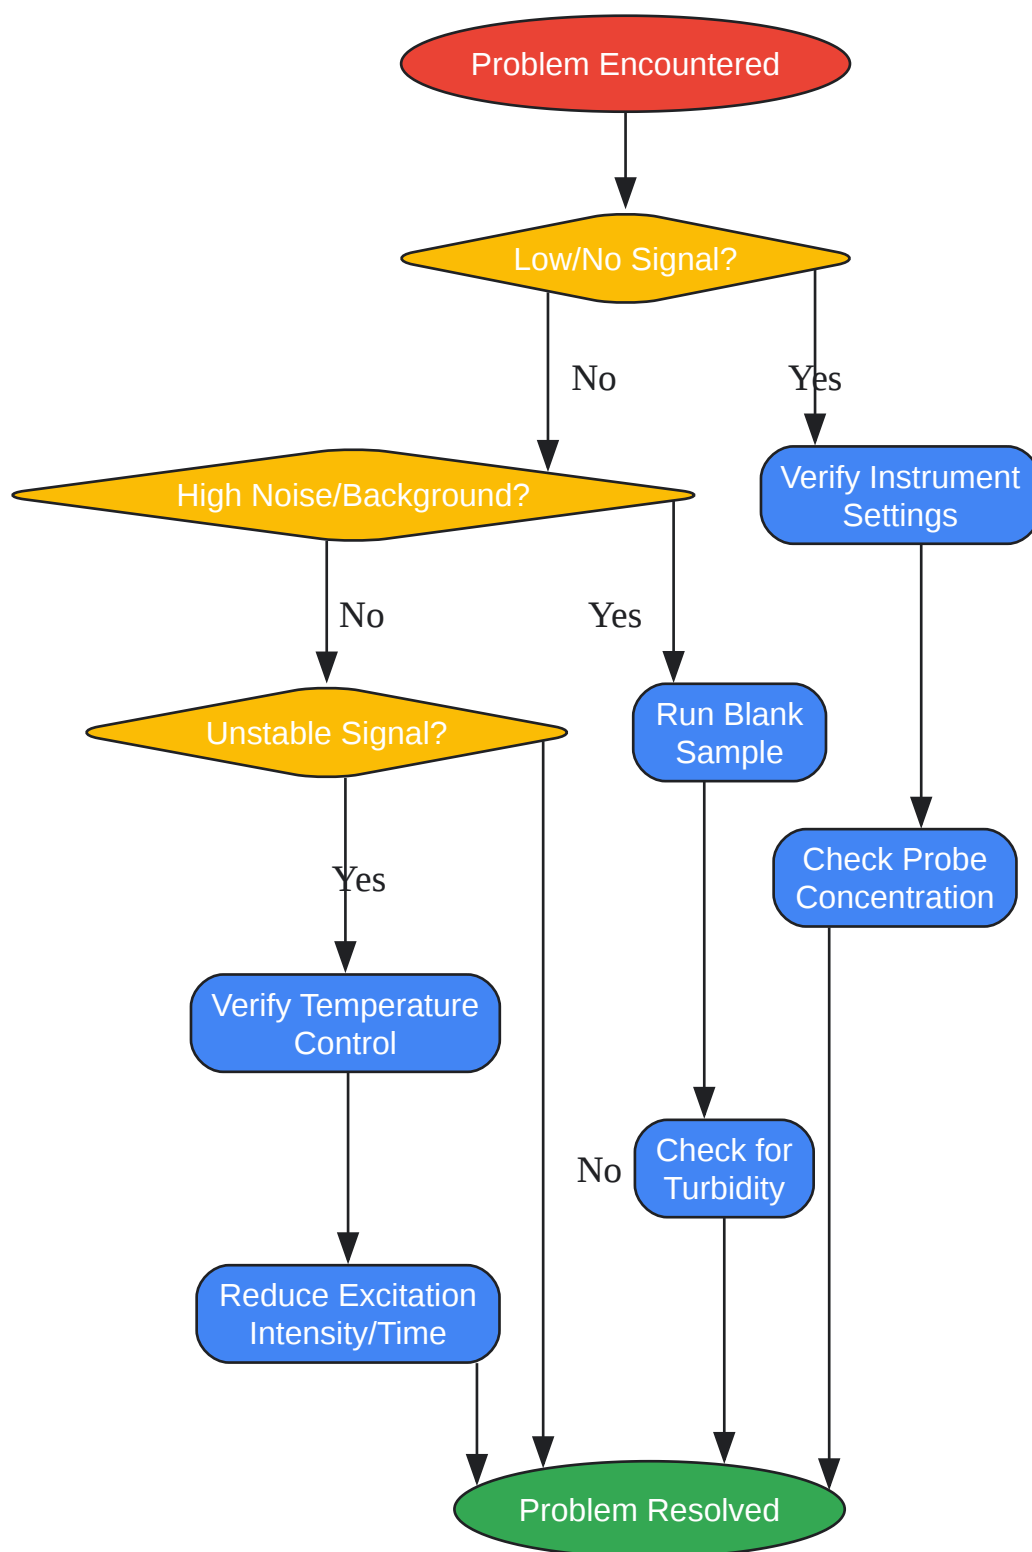 Problem Encountered
Low/No Signal?
No
Yes
Verify Instrument
Settings
High Noise/Background?
No
Yes
Run Blank
Sample
Unstable Signal?
Check Probe
Concentration
Yes
Verify Temperature
Control
No
Check for
Turbidity
Reduce Excitation
Intensity/Time
Problem Resolved